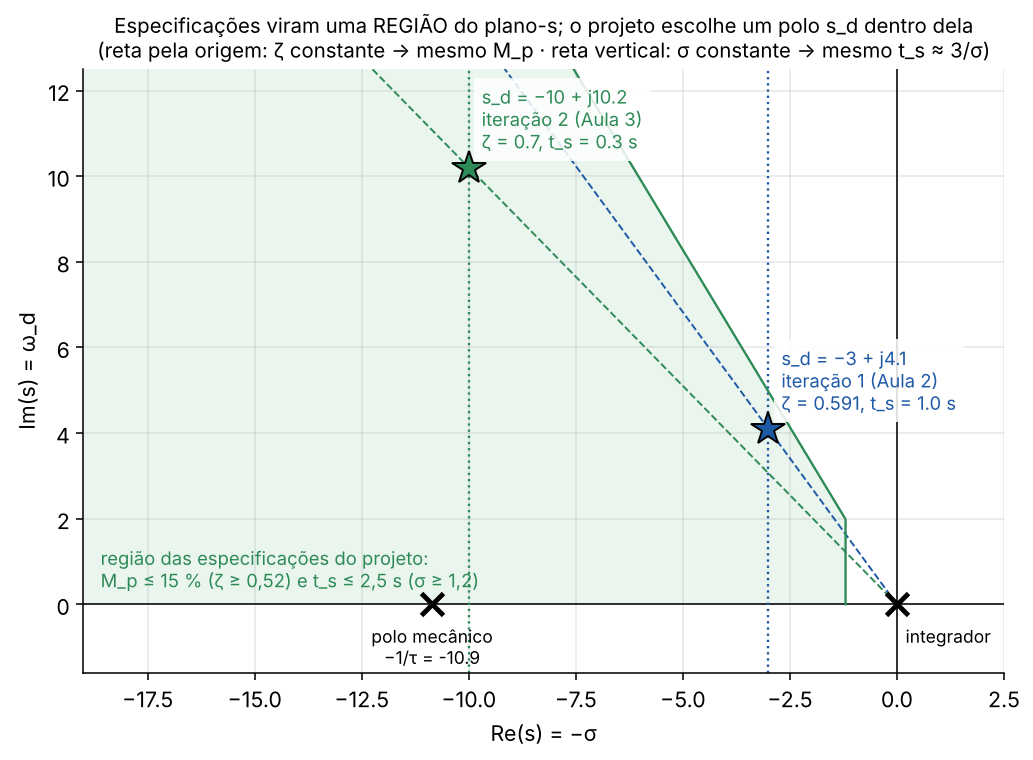 Especificações viram uma REGIÃO do plano-s; o projeto escolhe um polo s_d dentro dela
(reta pela origem: ζ constante → mesmo M_p · reta vertical: σ constante → mesmo t_s ≈ 3/σ)
12
10
8
6
4
2
0
Im(s) = ω_d
s_d = −10 + j10.2
iteração 2 (Aula 3)
ζ = 0.7, t_s = 0.3 s
s_d = −3 + j4.1
iteração 1 (Aula 2)
ζ = 0.591, t_s = 1.0 s
região das especificações do projeto:
M_p ≤ 15 % (ζ ≥ 0,52) e t_s ≤ 2,5 s (σ ≥ 1,2)
polo mecânico
−1/τ = -10.9
integrador
−17.5
−15.0
−12.5
−10.0
−7.5
−5.0
−2.5
0.0
2.5
Re(s) = −σ